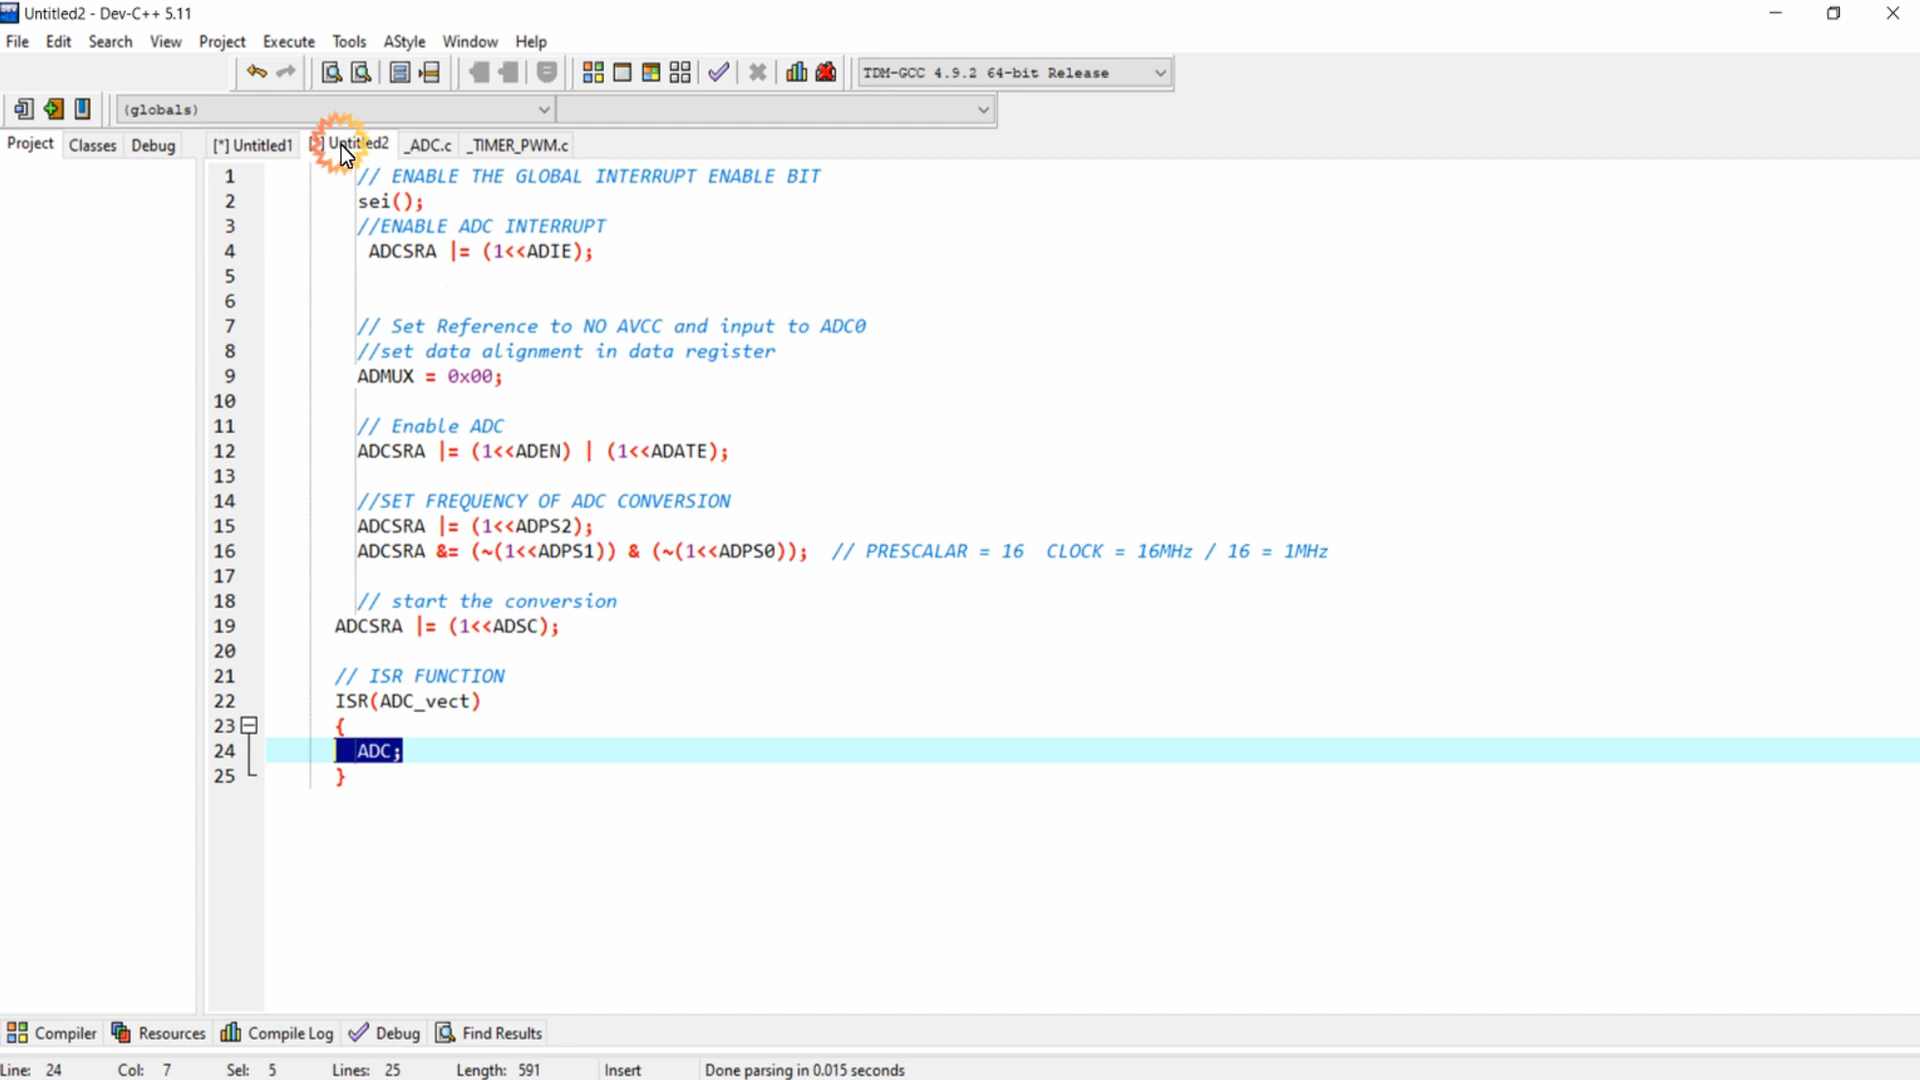 Untitled2 - Dev-C++ 5.11
File Edit Search View Project Execute Tools AStyle Window Help
TDM-GCC 4.9.2 64-bit Release
(globals)
Project Classes Debug [*] Untitled1 [*] Untitled2 _ADC.c _TIMER_PWM.c
1 // ENABLE THE GLOBAL INTERRUPT ENABLE BIT
2 sei();
3 //ENABLE ADC INTERRUPT
4 ADCSRA |= (1<<ADIE);
5
6
7 // Set Reference to NO AVCC and input to ADC0
8 //set data alignment in data register
9 ADMUX = 0x00;
10
11 // Enable ADC
12 ADCSRA |= (1<<ADEN) | (1<<ADATE);
13
14 //SET FREQUENCY OF ADC CONVERSION
15 ADCSRA |= (1<<ADPS2);
16 ADCSRA &= (~(1<<ADPS1)) & (~(1<<ADPS0)); // PRESCALAR = 16 CLOCK = 16MHz / 16 = 1MHz
17
18 // start the conversion
19 ADCSRA |= (1<<ADSC);
20
21 // ISR FUNCTION
22 ISR(ADC_vect)
23 {
24 ADC;
25 }
Compiler Resources Compile Log Debug Find Results
Line: 24 Col: 7 Sel: 5 Lines: 25 Length: 591 Insert Done parsing in 0.015 seconds